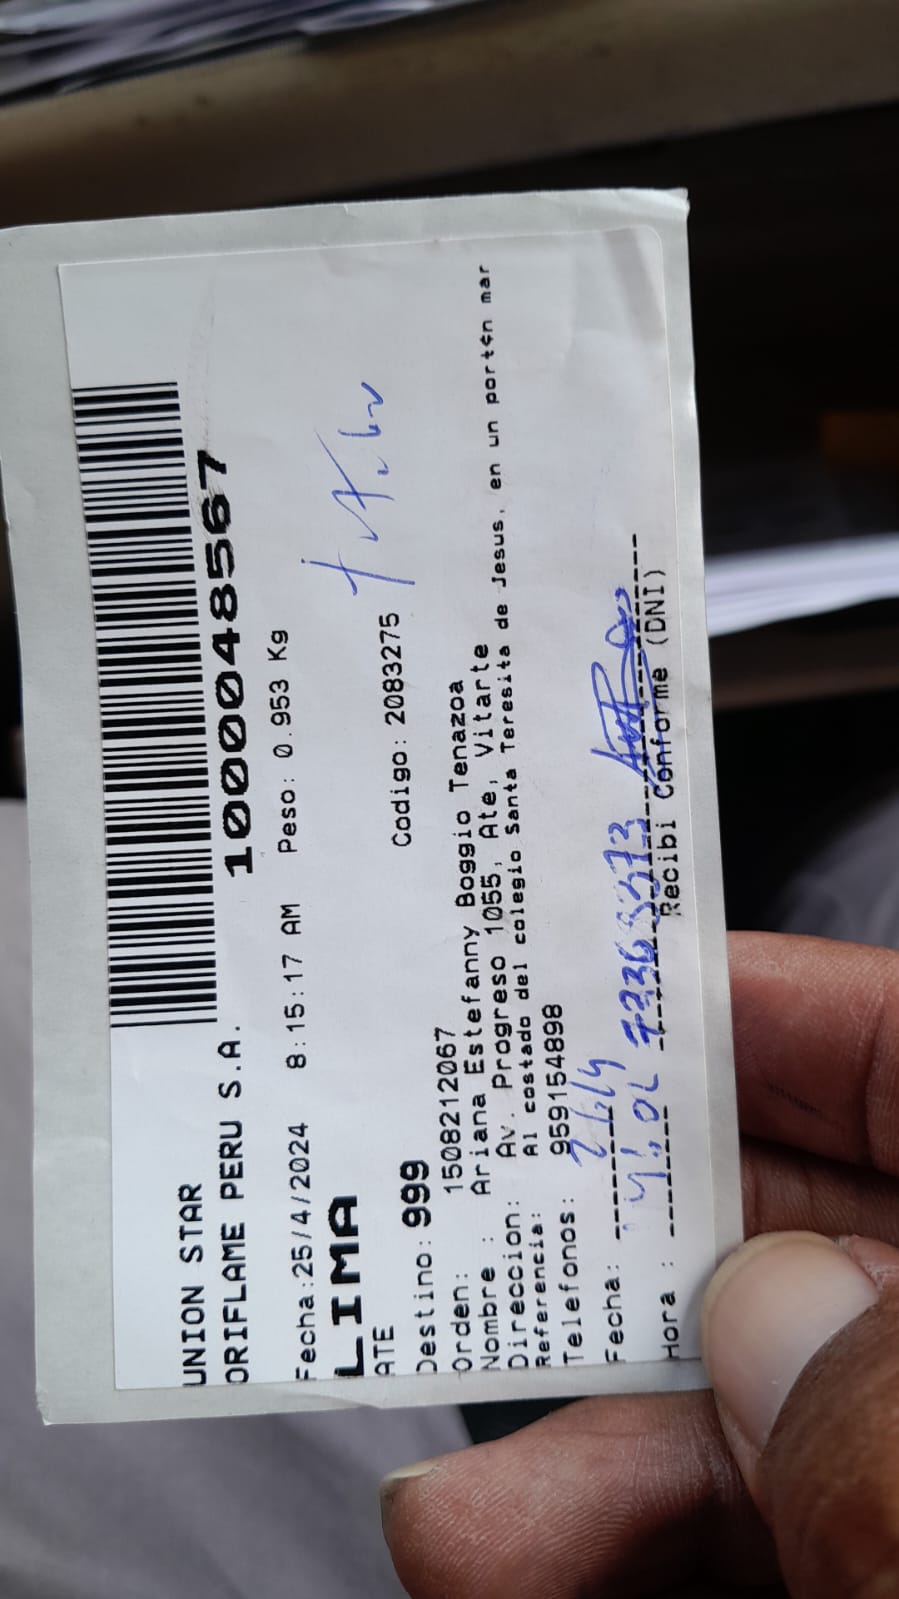 UNION STAR
ORIFLAME PERU S.A. 1000048567
Fecha:25/4/2024 8:15:17 AM Peso: 0.953 Kg
LIMA
ATE Codigo: 2083275
Destino: 999
Orden: 1508212067
Nombre : Ariana Estefanny Boggio Tenazoa
Direccion: Av. Progreso 1055, Ate, Vitarte
Referencia: Al costado del colegio Santa Teresita de Jesus, en un port¢n mar
Telefonos: 959154898
Fecha:
Hora :
Recibi Conforme (DNI)